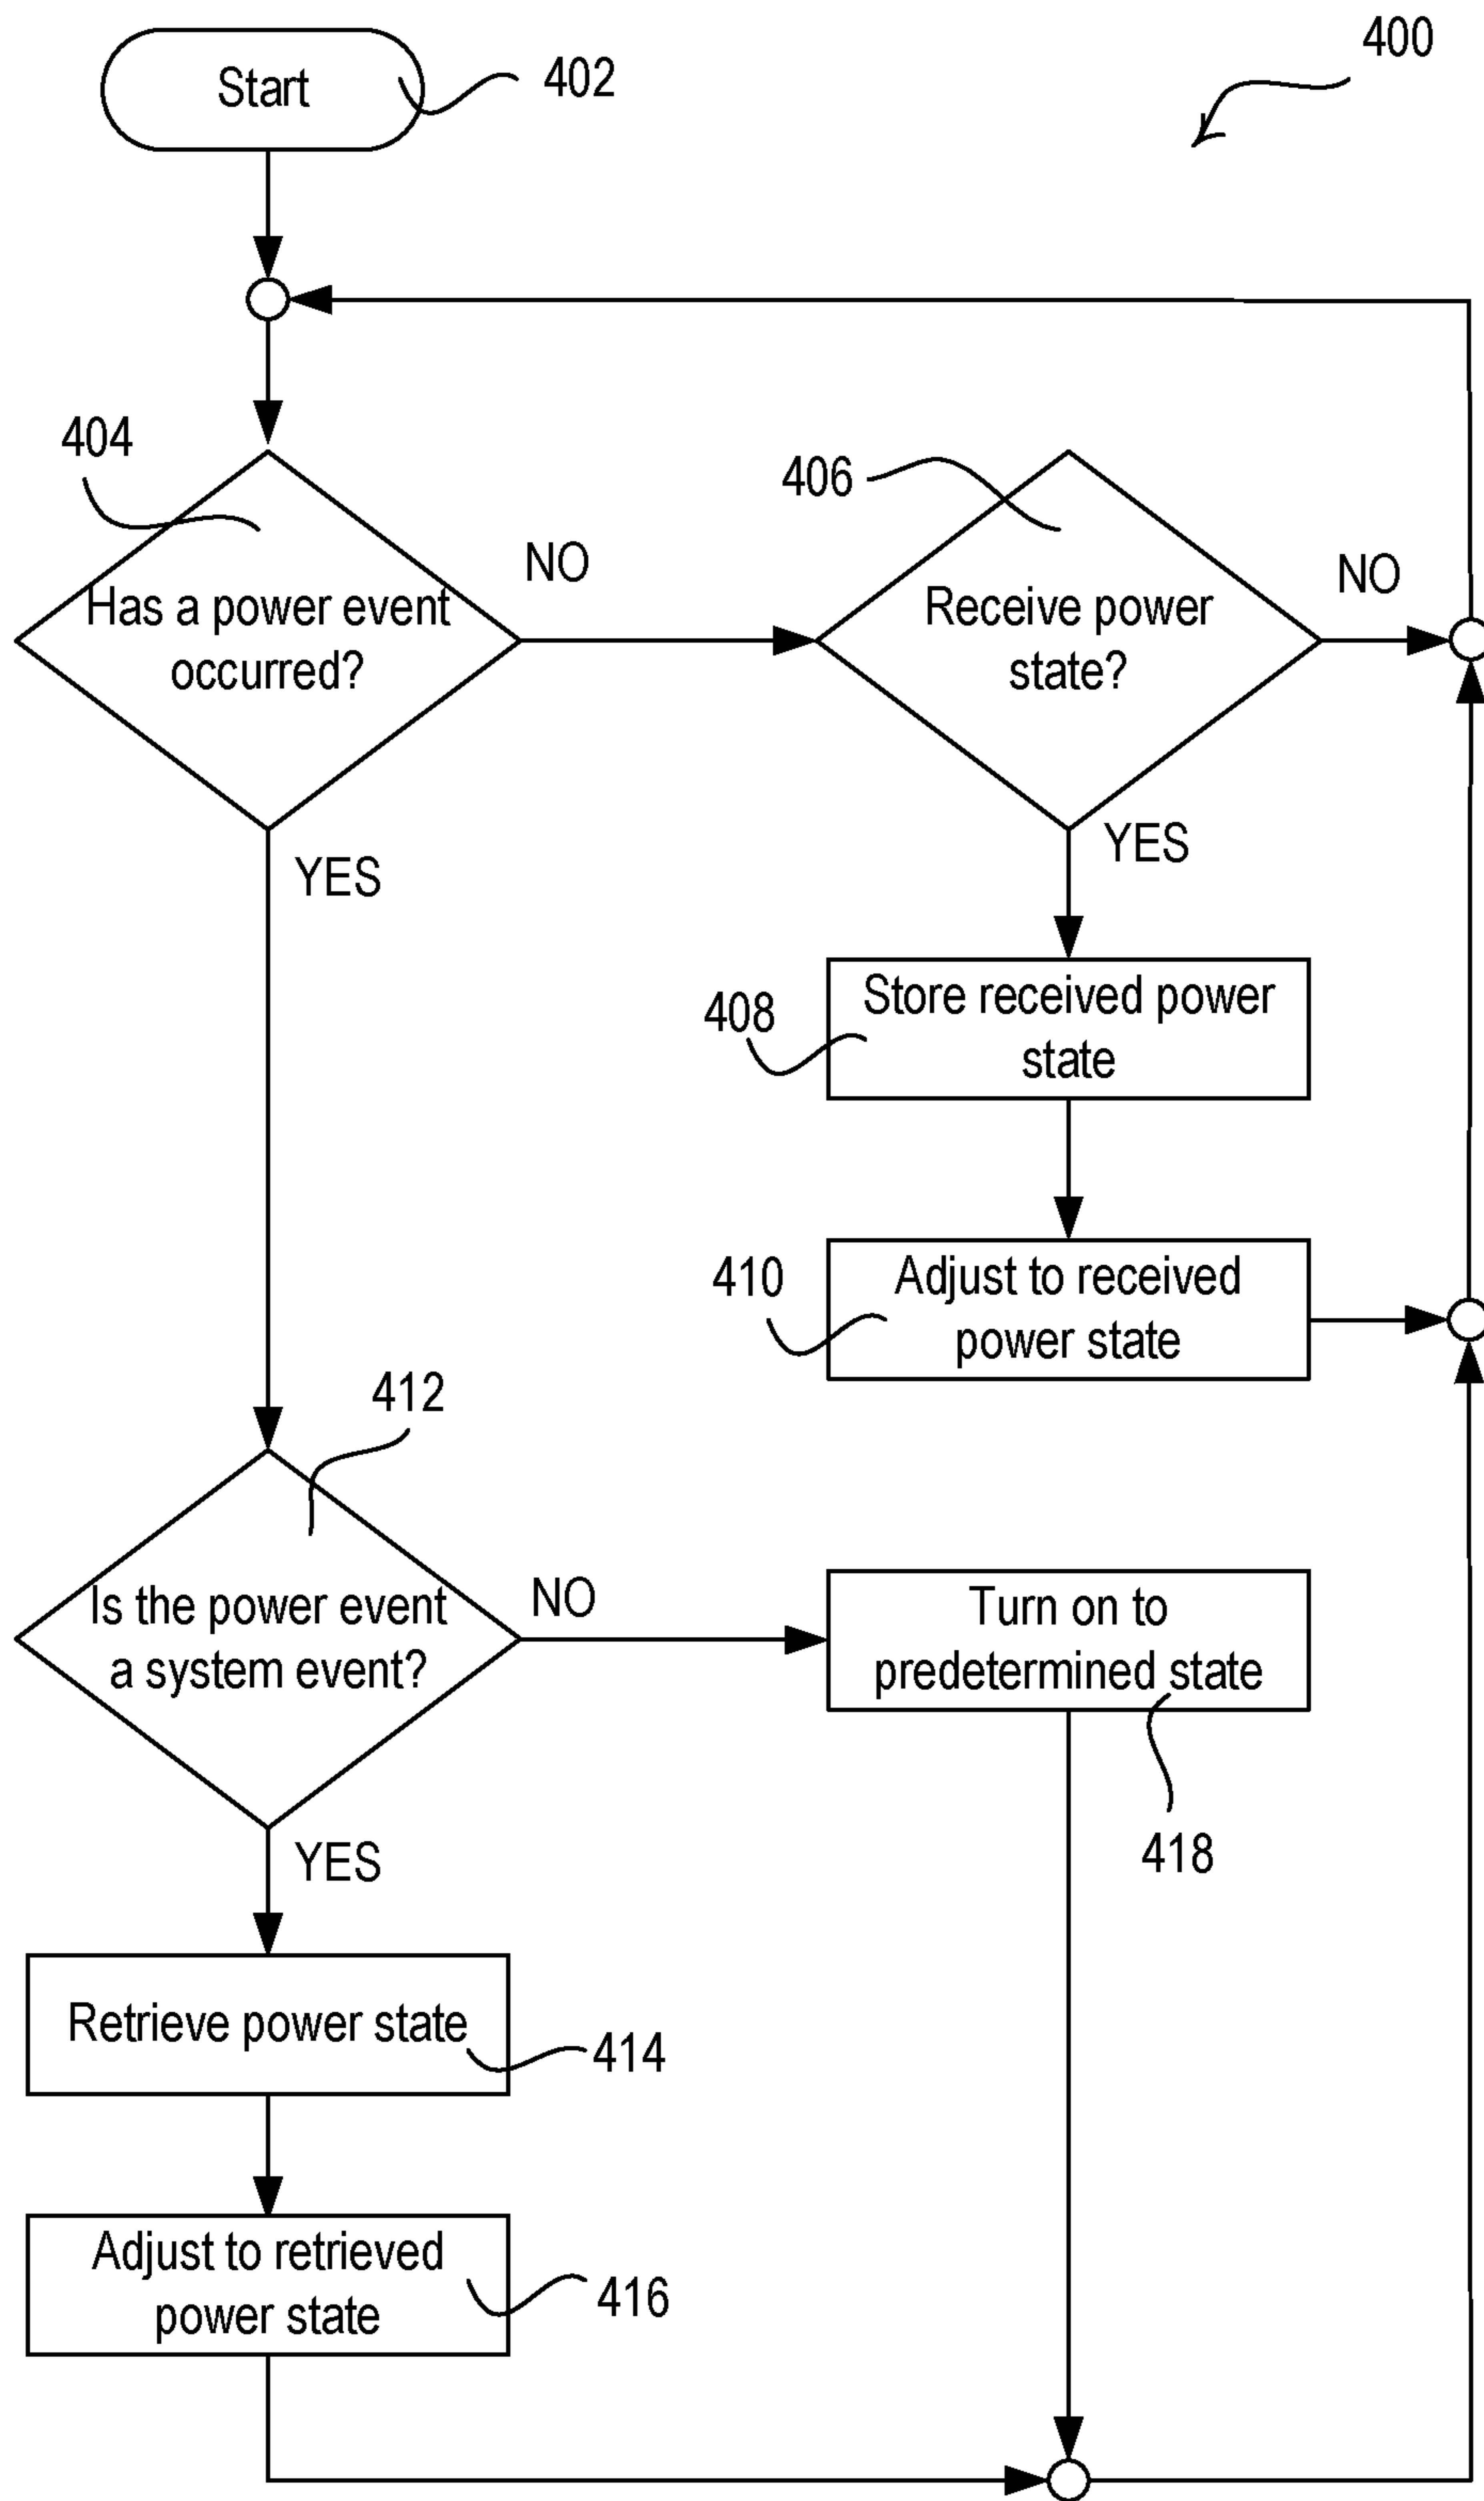 400
Start
402
404
406
NO
NO
Has a power event
occurred?
Receive power
state?
YES
YES
408
Store received power
state
410
Adjust to received
power state
412
Is the power event
a system event?
NO
Turn on to
predetermined state
418
YES
Retrieve power state
414
Adjust to retrieved
power state
416